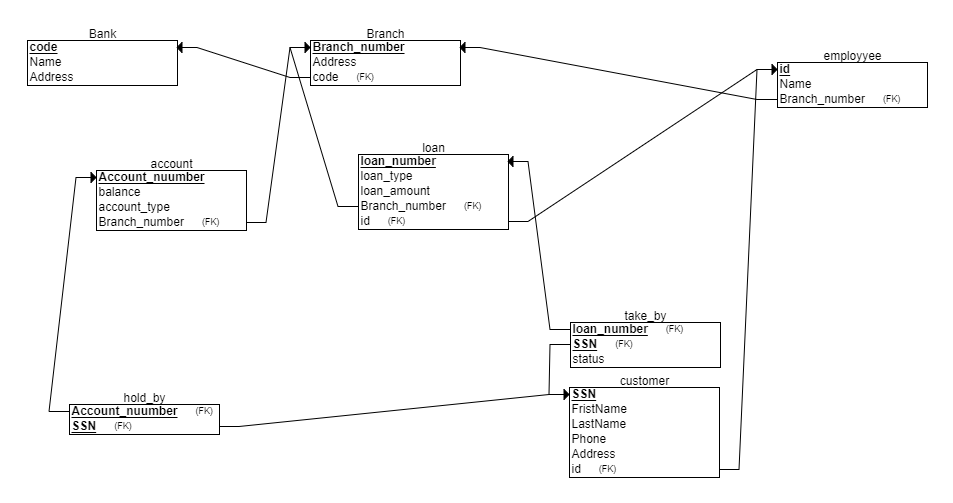 Bank
code
Name
Address
Branch
Branch_number
Address
code (FK)
employyee
id
Name
Branch_number (FK)
account
Account_nuumber
balance
account_type
Branch_number (FK)
loan
loan_number
loan_type
loan_amount
Branch_number (FK)
id (FK)
take_by
loan_number (FK)
SSN (FK)
status
hold_by
Account_nuumber (FK)
SSN (FK)
customer
SSN
FristName
LastName
Phone
Address
id (FK)